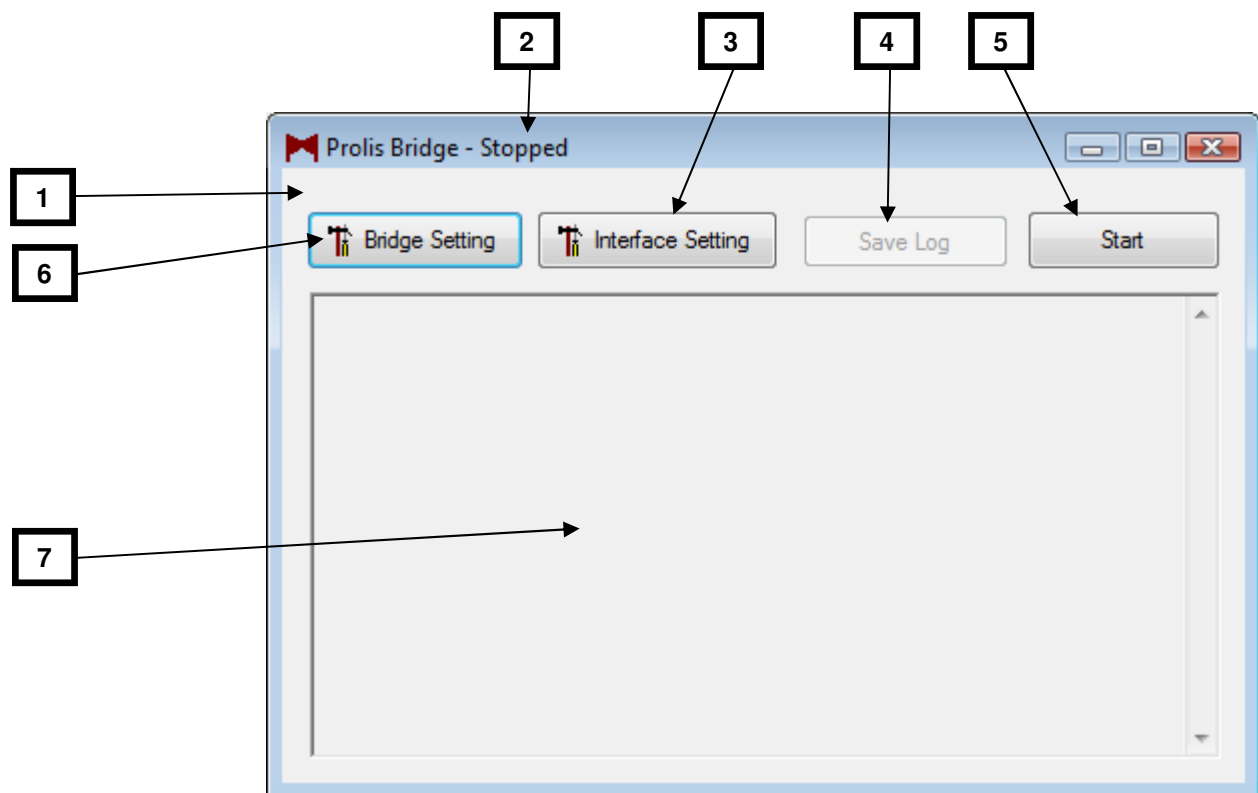 2 3 4 5
Prolis Bridge - Stopped
1
Bridge Setting Interface Setting Save Log Start
6
7